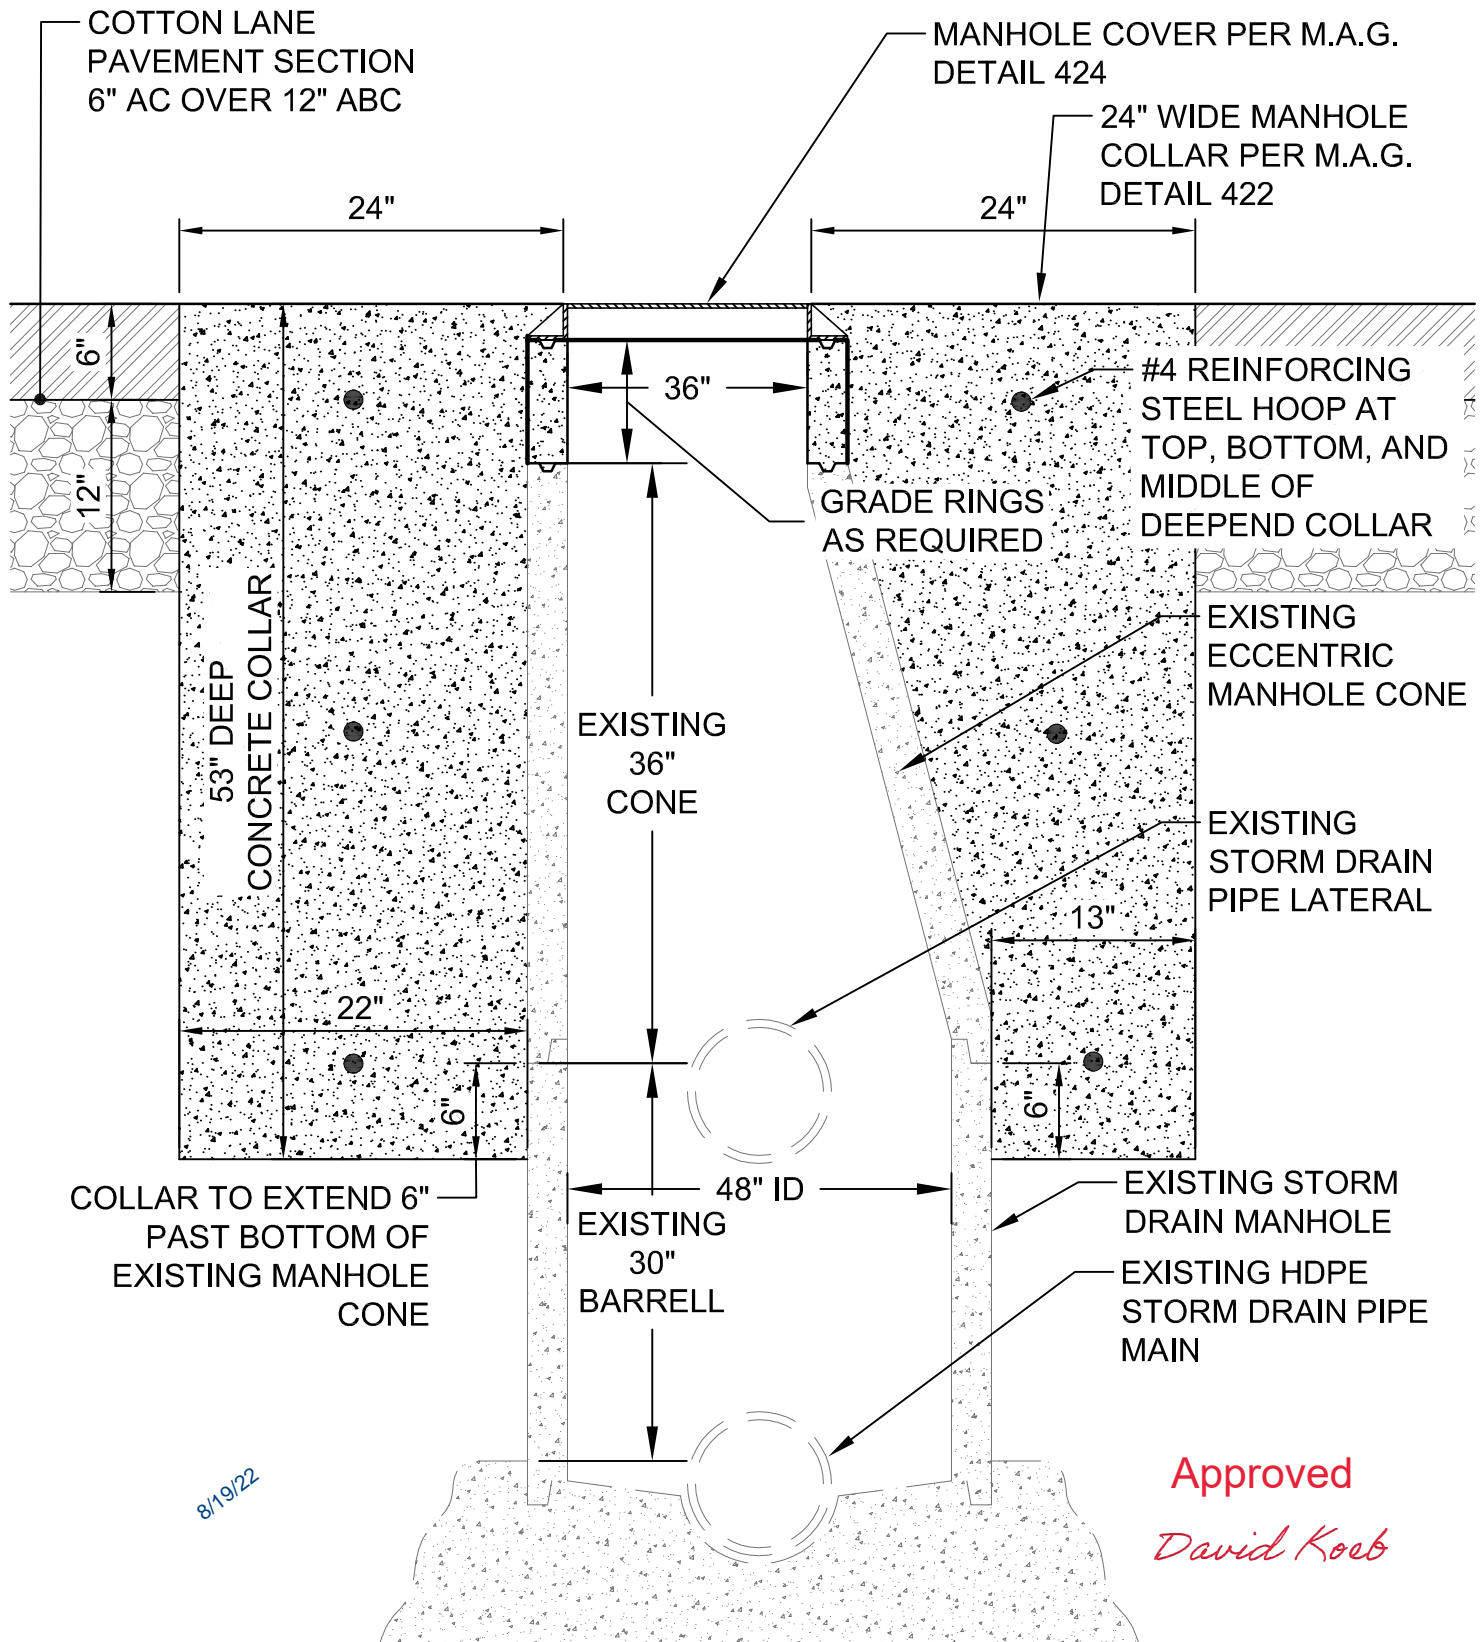 COTTON LANE
PAVEMENT SECTION
6" AC OVER 12" ABC
MANHOLE COVER PER M.A.G.
DETAIL 424
24" WIDE MANHOLE
COLLAR PER M.A.G.
DETAIL 422
24"
24"
6"
12"
36"
#4 REINFORCING
STEEL HOOP AT
TOP, BOTTOM, AND
MIDDLE OF
DEEPEND COLLAR
GRADE RINGS
AS REQUIRED
53" DEEP
CONCRETE COLLAR
EXISTING
36"
CONE
EXISTING
ECCENTRIC
MANHOLE CONE
EXISTING
STORM DRAIN
PIPE LATERAL
13"
22"
6"
6"
48" ID
COLLAR TO EXTEND 6"
PAST BOTTOM OF
EXISTING MANHOLE
CONE
EXISTING
30"
BARRELL
EXISTING STORM
DRAIN MANHOLE
EXISTING HDPE
STORM DRAIN PIPE
MAIN
8/19/22
Approved
David Koeb